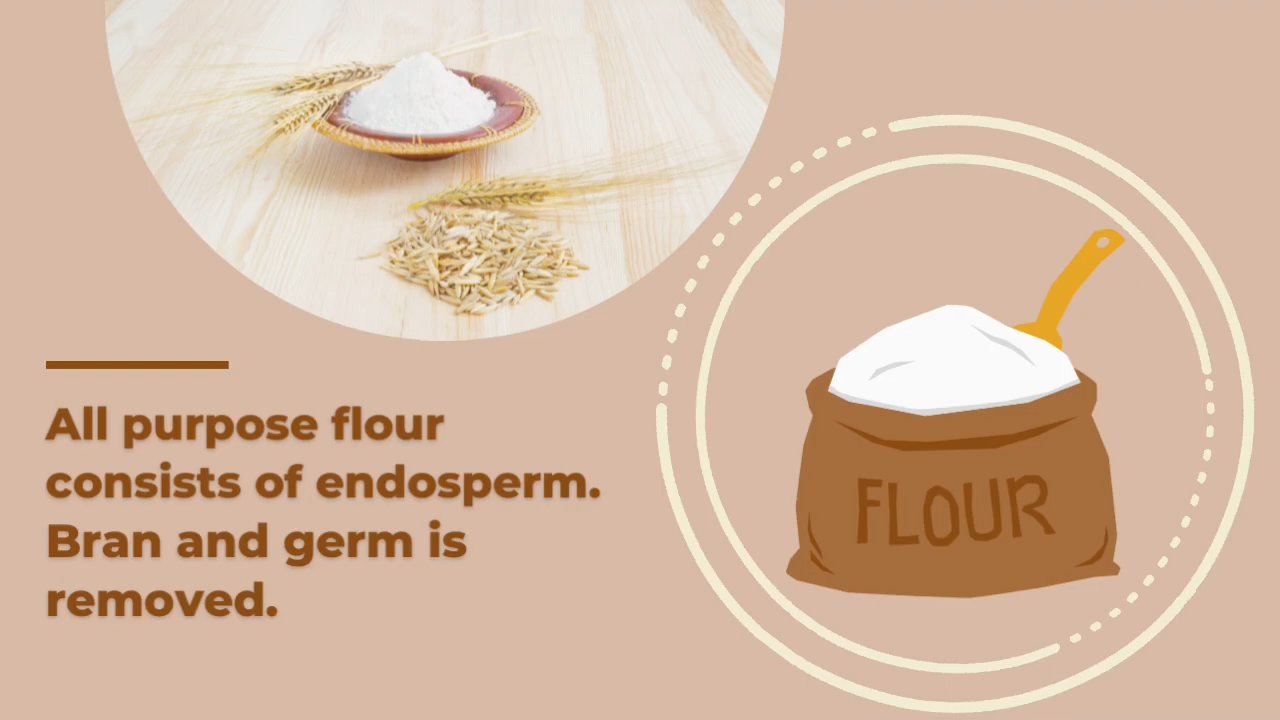 All purpose flour
consists of endosperm.
Bran and germ is
removed.
FLOUR